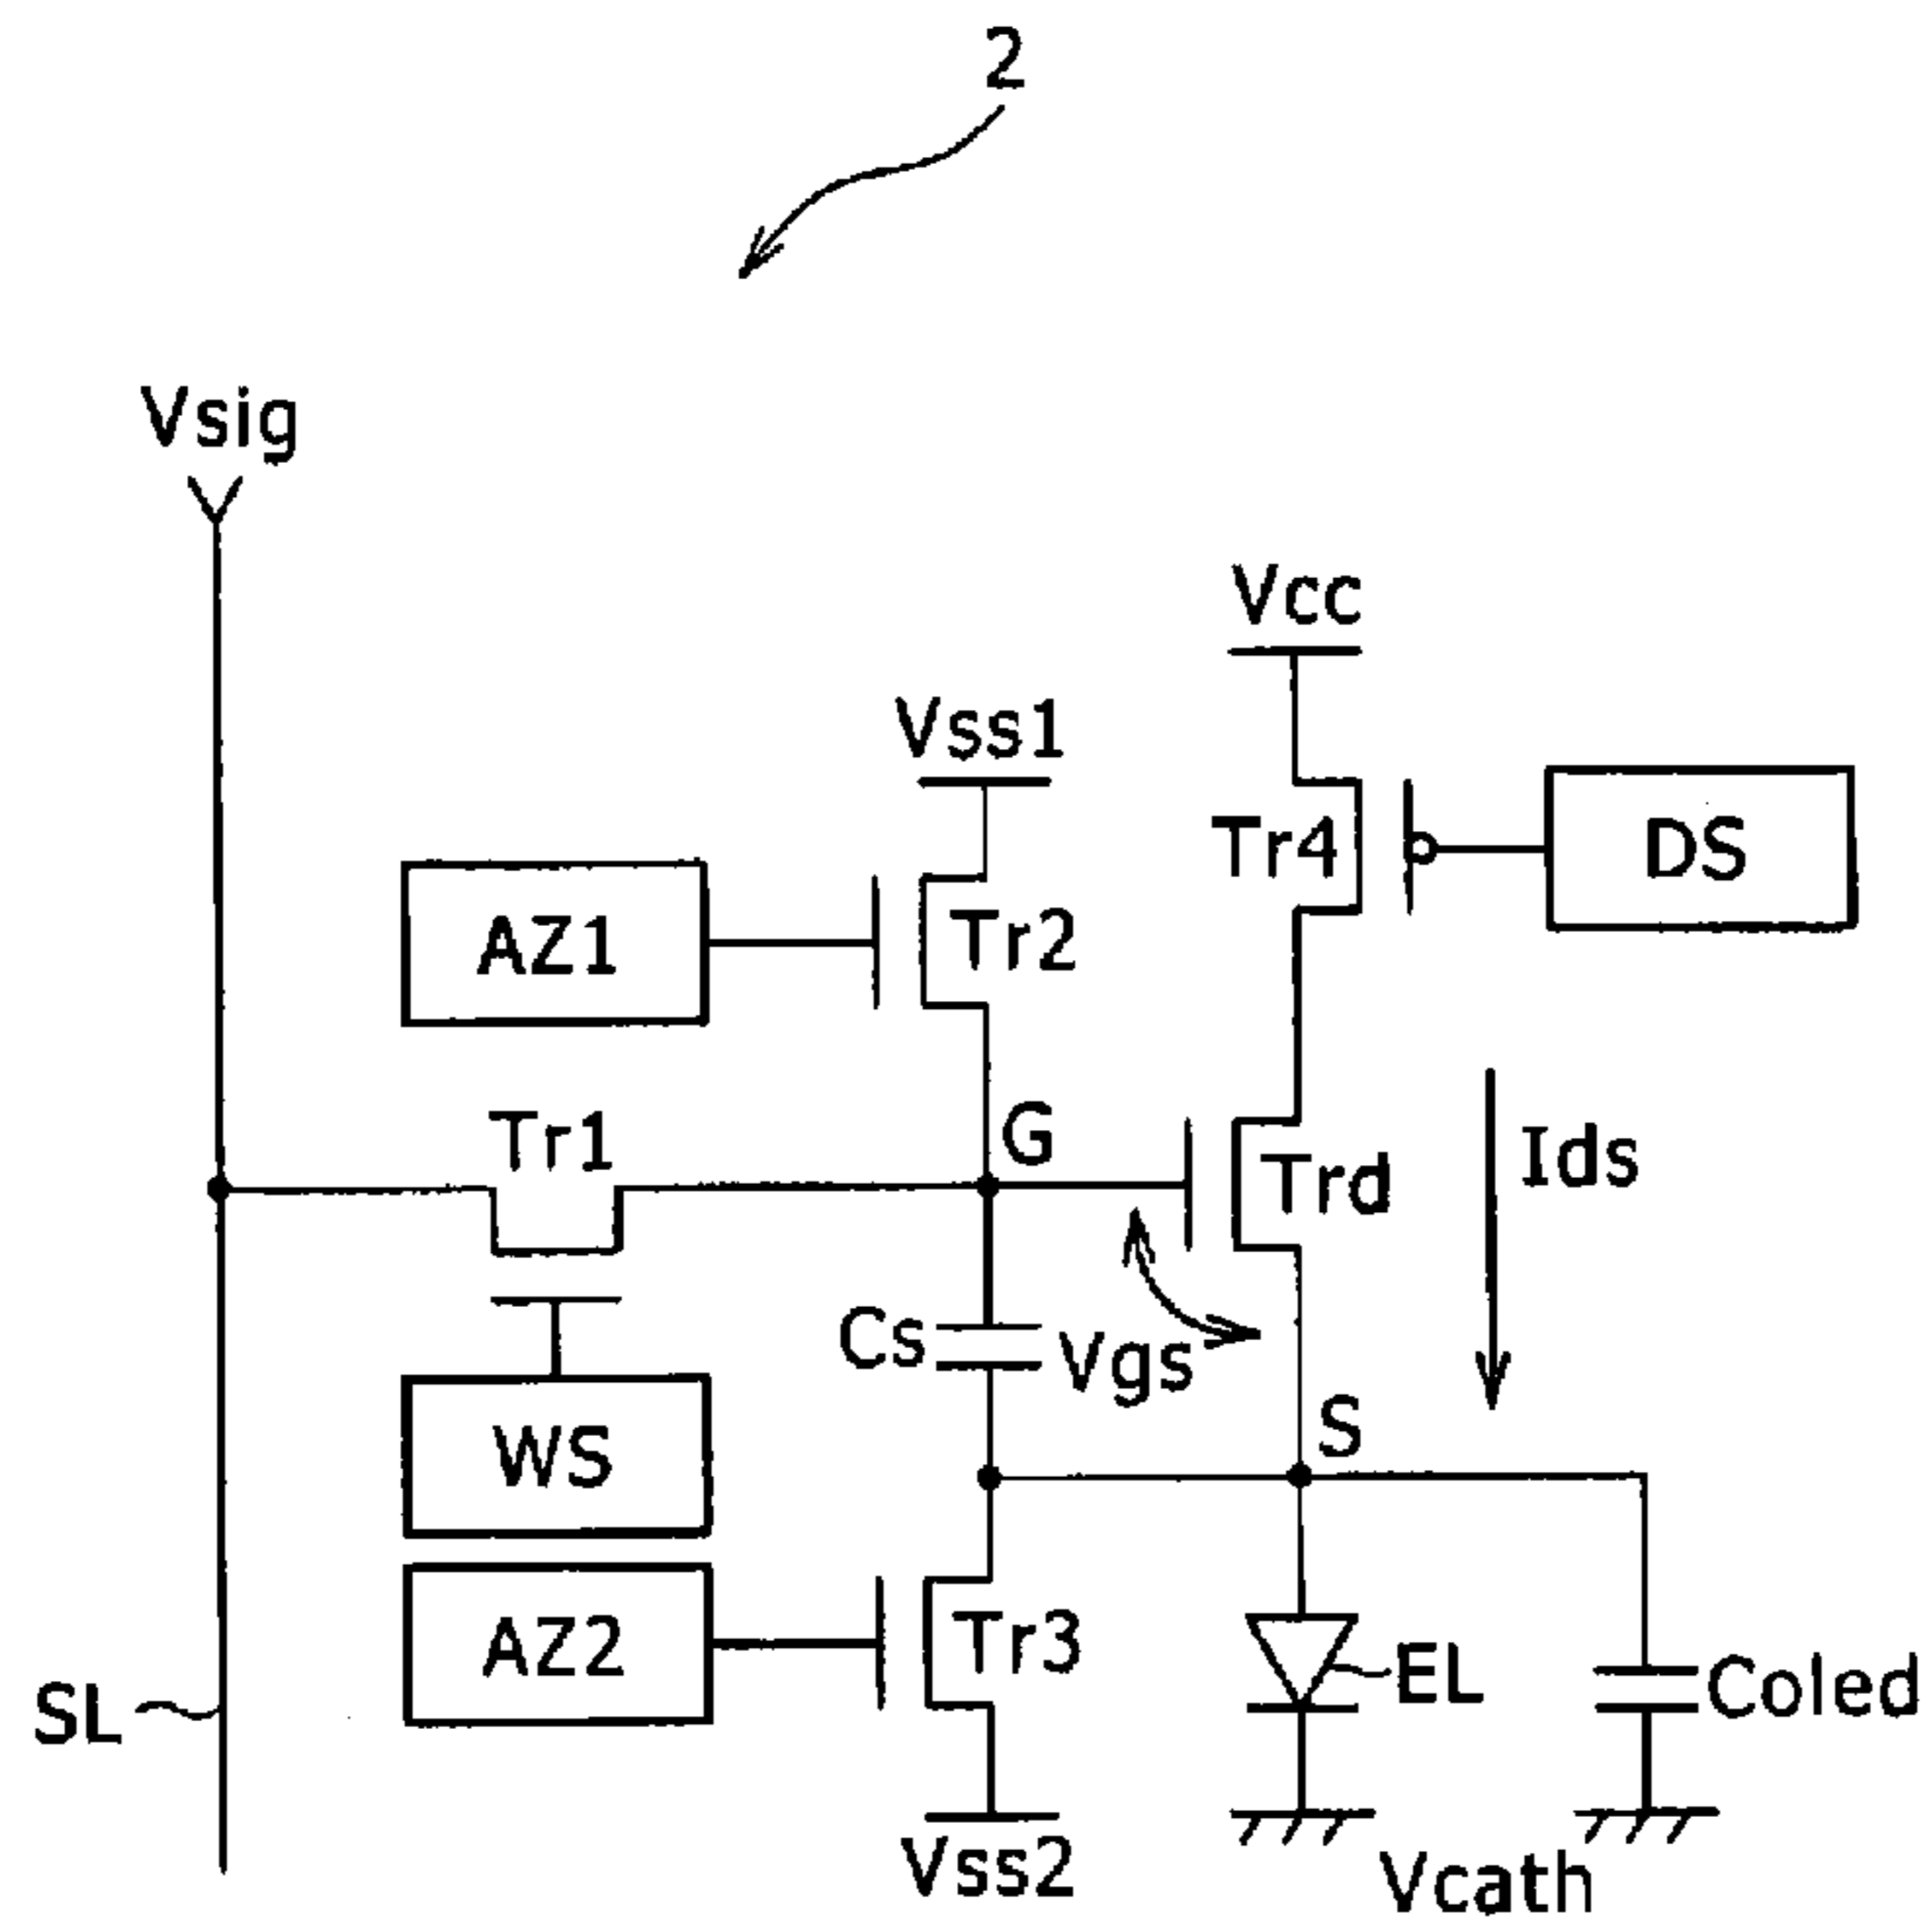 2
Vsig
Vcc
Vss1
Tr4
DS
AZ1
Tr2
Tr1
G
Trd
Ids
Cs
Vgs
S
WS
AZ2
Tr3
EL
Coled
SL
Vss2
Vcath